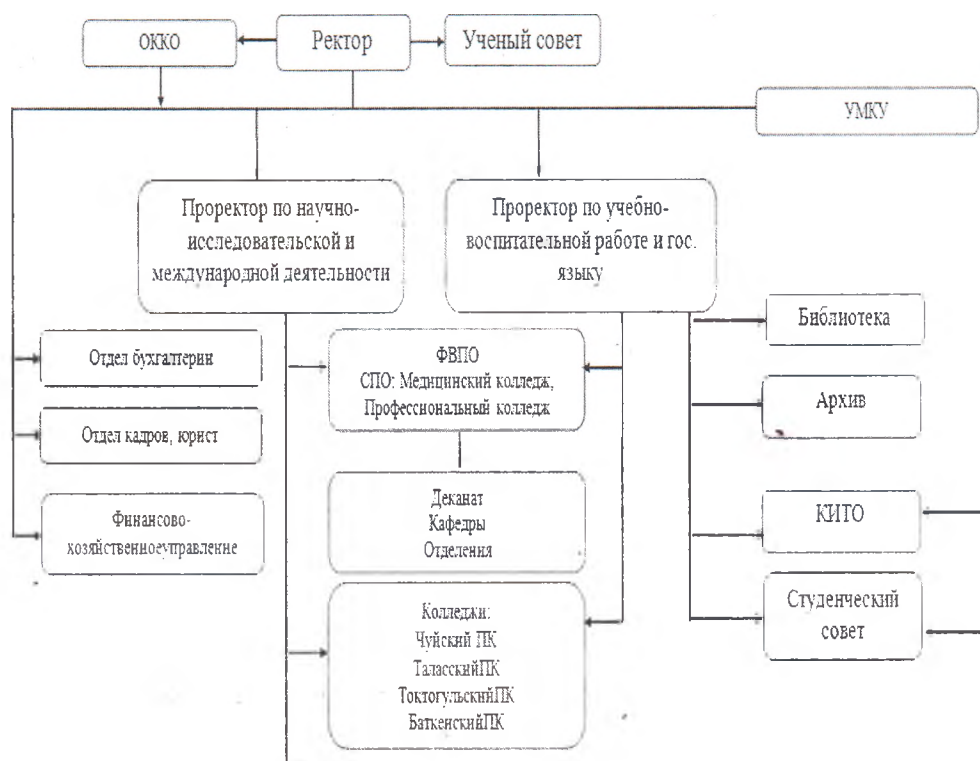 ОККО
Ректор
Ученый совет
УМКУ
Проректор по научно-
исследовательской и
международной деятельности
Проректор по учебно-
воспитательной работе и гос.
языку
Отдел бухгалтерии
Отдел кадров, юрист
Финансово-
хозяйственноеуправление
ФВПО
СПО: Медицинский колледж,
Профессиональный колледж
Деканат
Кафедры
Отделения
Колледжи:
Чуйский ПК
ТаласскийПК
ТоктогульскийПК
БаткенскийПК
Библиотека
Архив
КИТО
Студенческий
совет